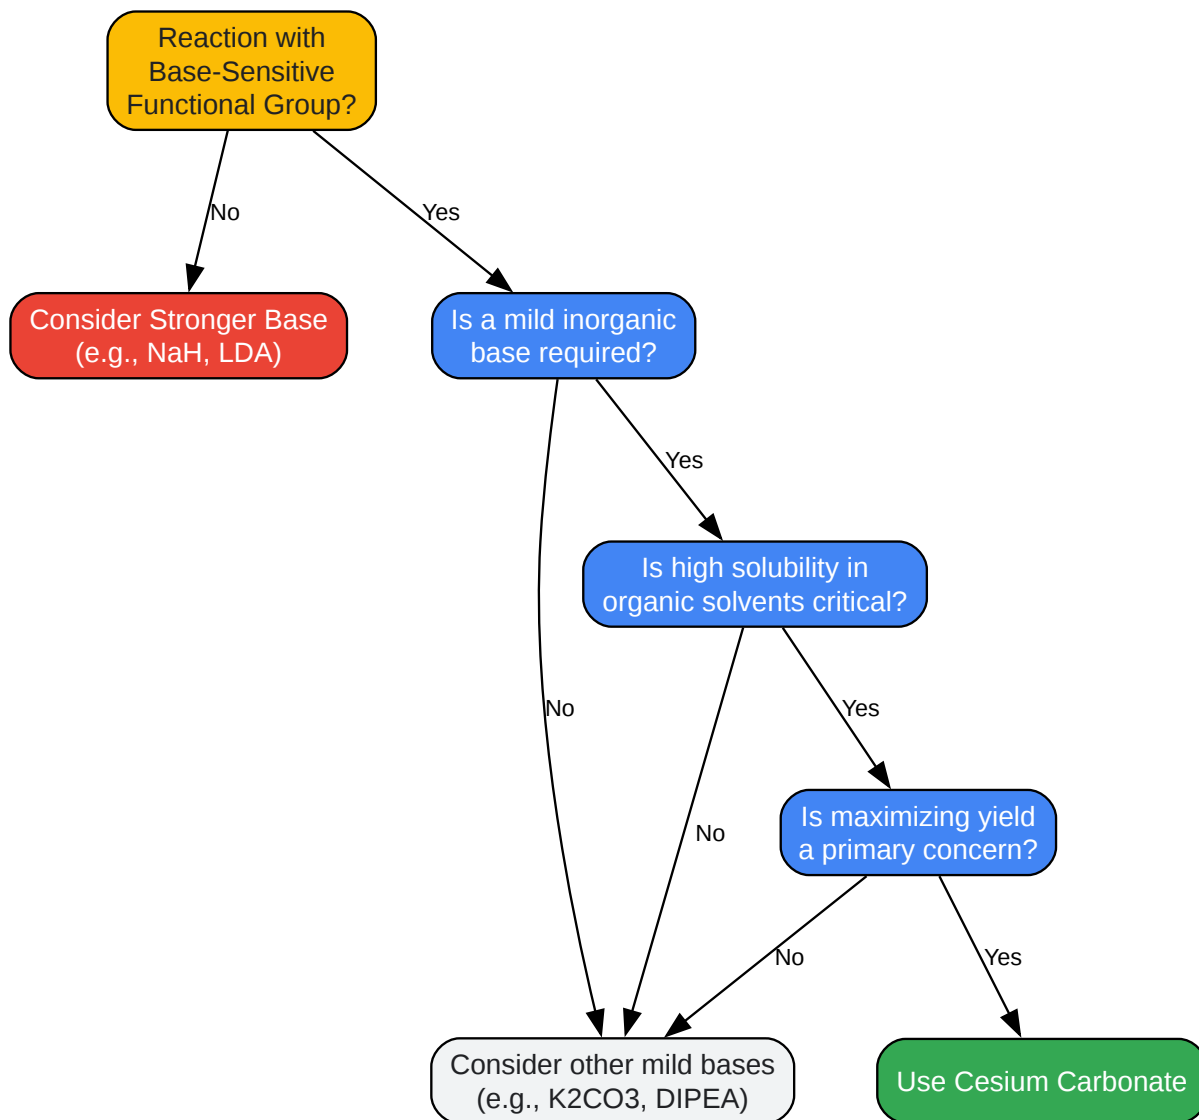 Reaction with
Base-Sensitive
Functional Group?
No
Yes
Consider Stronger Base
(e.g., NaH, LDA)
Is a mild inorganic
base required?
Yes
Is high solubility in
organic solvents critical?
No
Yes
No
Is maximizing yield
a primary concern?
No
Yes
Consider other mild bases
(e.g., K2CO3, DIPEA)
Use Cesium Carbonate